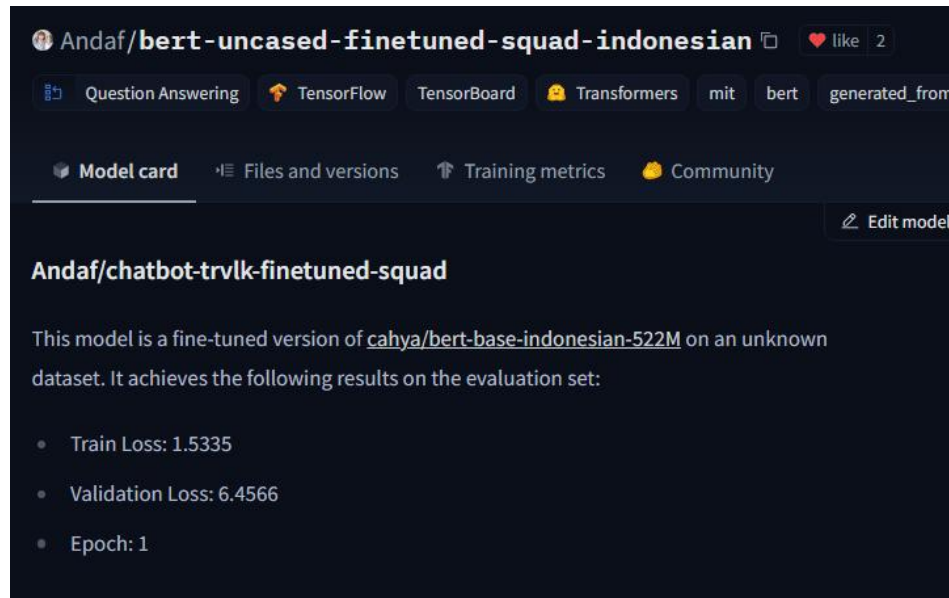 Andaf/bert-uncased-finetuned-squad-indonesian like 2
Question Answering TensorFlow TensorBoard Transformers mit bert generated_from
Model card Files and versions Training metrics Community
Edit model
Andaf/chatbot-trvlk-finetuned-squad
This model is a fine-tuned version of cahya/bert-base-indonesian-522M on an unknown
dataset. It achieves the following results on the evaluation set:
Train Loss: 1.5335
Validation Loss: 6.4566
Epoch: 1